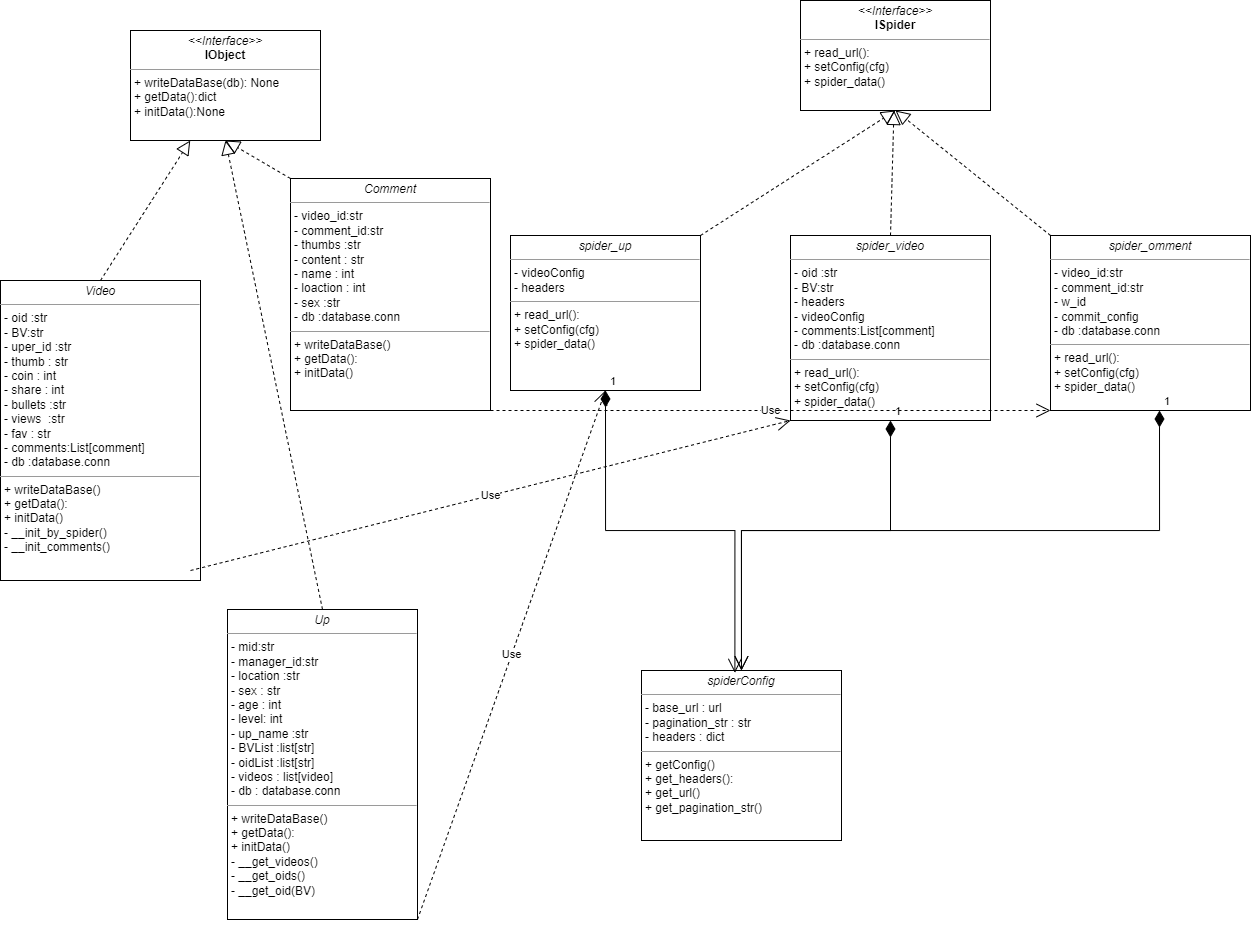 <<Interface>>
IObject
+ writeDataBase(db): None
+ getData():dict
+ initData():None
<<Interface>>
ISpider
+ read_url():
+ setConfig(cfg)
+ spider_data()
Comment
- video_id:str
- comment_id:str
- thumbs :str
- content : str
- name : int
- loaction : int
- sex :str
- db :database.conn
+ writeDataBase()
+ getData():
+ initData()
spider_up
- videoConfig
- headers
+ read_url():
+ setConfig(cfg)
+ spider_data()
1
spider_video
- oid :str
- BV:str
- headers
- videoConfig
- comments:List[comment]
- db :database.conn
+ read_url():
+ setConfig(cfg)
+ spider_data()
1
spider_omment
- video_id:str
- comment_id:str
- w_id
- commit_config
- db :database.conn
+ read_url():
+ setConfig(cfg)
+ spider_data()
1
Video
- oid :str
- BV:str
- uper_id :str
- thumb : str
- coin : int
- share : int
- bullets :str
- views  :str
- fav : str
- comments:List[comment]
- db :database.conn
+ writeDataBase()
+ getData():
+ initData()
- __init_by_spider()
- __init_comments()
Use
Use
Use
Up
- mid:str
- manager_id:str
- location :str
- sex : str
- age : int
- level: int
- up_name :str
- BVList :list[str]
- oidList :list[str]
- videos : list[video]
- db : database.conn
+ writeDataBase()
+ getData():
+ initData()
- __get_videos()
- __get_oids()
- __get_oid(BV)
spiderConfig
- base_url : url
- pagination_str : str
- headers : dict
+ getConfig()
+ get_headers():
+ get_url()
+ get_pagination_str()